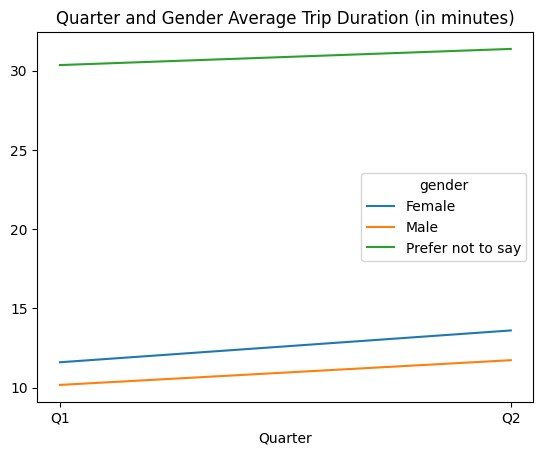 Quarter and Gender Average Trip Duration (in minutes)
30
25
20
15
10
gender
Female
Male
Prefer not to say
Q1
Q2
Quarter